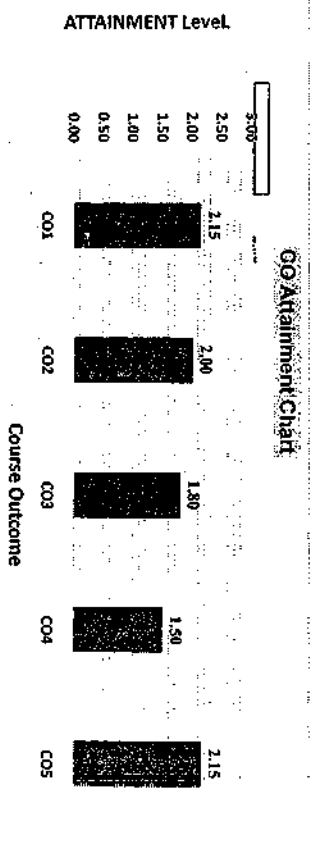 CO Attainment Chart
ATTAINMENT Level
3.00
2.50
2.00
1.50
1.00
0.50
0.00
2.15
2.00
1.80
1.50
2.15
CO1
CO2
CO3
CO4
CO5
Course Outcome